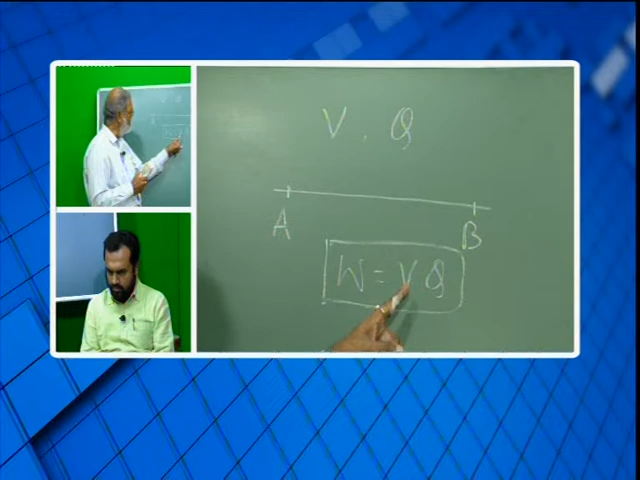 V, Q
A B
W = VQ